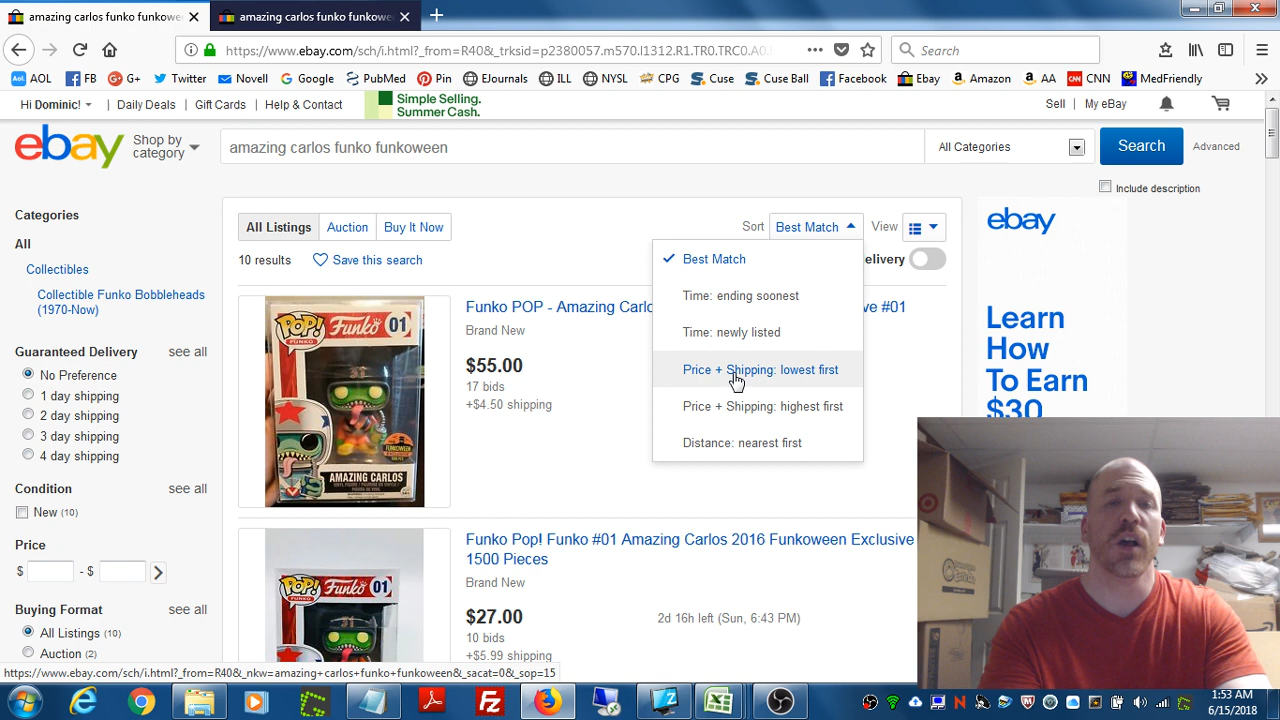 amazing carlos funko funkowe
amazing carlos funko funkowe
https://www.ebay.com/sch/i.html?_from=R40&_trksid=p2380057.m570.l1312.R1.TR0.TRC0.A0.
Search
AOL
FB
G+
Twitter
Novell
Google
PubMed
Pin
EJournals
ILL
NYSL
CPG
Cuse
Cuse Ball
Facebook
Ebay
Amazon
AA
CNN
MedFriendly
Hi Dominic!
Daily Deals
Gift Cards
Help & Contact
Simple Selling.
Summer Cash.
Sell
My eBay
ebay
Shop by
category
amazing carlos funko funkoween
All Categories
Search
Advanced
Include description
Categories
All
Collectibles
Collectible Funko Bobbleheads
(1970-Now)
Guaranteed Delivery see all
No Preference
1 day shipping
2 day shipping
3 day shipping
4 day shipping
Condition see all
New (10)
Price
$ - $
Buying Format see all
All Listings (10)
Auction (2)
All Listings
Auction
Buy It Now
Sort
Best Match
View
10 results
Save this search
elivery
Best Match
Time: ending soonest
Time: newly listed
Price + Shipping: lowest first
Price + Shipping: highest first
Distance: nearest first
POP! Funko 01
FUNKOWEEN
AMAZING CARLOS
Funko POP - Amazing Carlo
ve #01
Brand New
$55.00
17 bids
+$4.50 shipping
POP! Funko 01
Funko Pop! Funko #01 Amazing Carlos 2016 Funkoween Exclusive
1500 Pieces
Brand New
$27.00
2d 16h left (Sun, 6:43 PM)
10 bids
+$5.99 shipping
ebay
Learn
How
To Earn
$30
https://www.ebay.com/sch/i.html?_from=R40&_nkw=amazing+carlos+funko+funkoween&_sacat=0&_sop=15
1:53 AM
6/15/2018